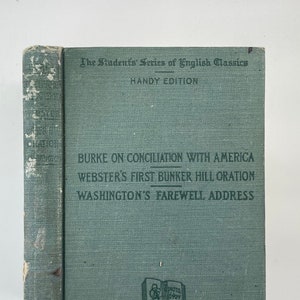 The Students' Series of English Classics
HANDY EDITION
BURKE ON CONCILIATION WITH AMERICA
WEBSTER'S FIRST BUNKER HILL ORATION
WASHINGTON'S FAREWELL ADDRESS